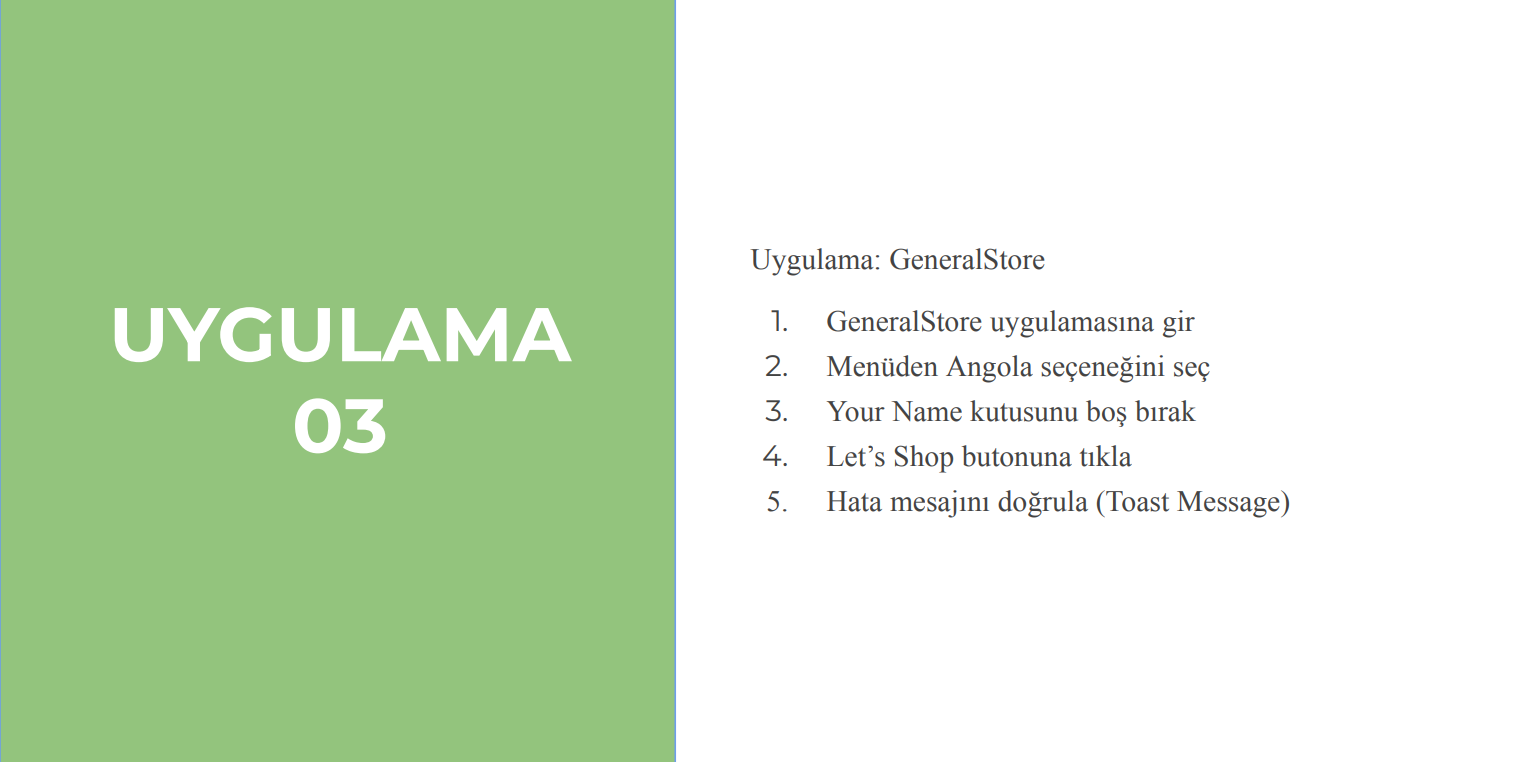 UYGULAMA
03
Uygulama: GeneralStore
1. GeneralStore uygulamasına gir
2. Menüden Angola seçeneğini seç
3. Your Name kutusunu boş bırak
4. Let’s Shop butonuna tıkla
5. Hata mesajını doğrula (Toast Message)